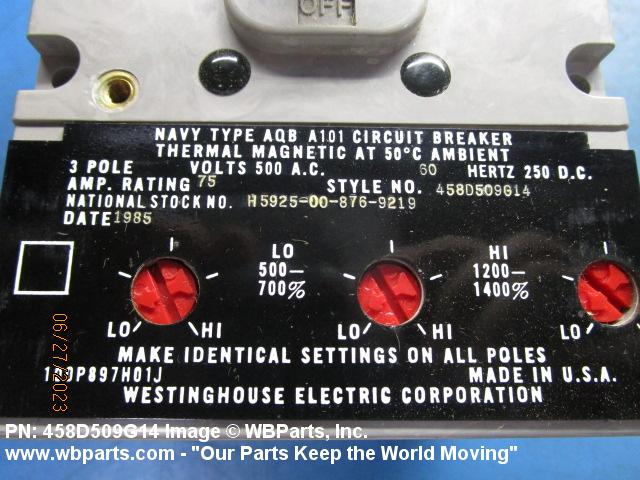 OFF
NAVY TYPE AQB A101 CIRCUIT BREAKER
THERMAL MAGNETIC AT 50°C AMBIENT
3 POLE VOLTS 500 A.C. 60 HERTZ 250 D.C.
AMP. RATING 75 STYLE NO. 458D509G14
NATIONAL STOCK NO. H5925-00-876-9219
DATE 1985
LO HI
500— 1200—
700% 1400%
LO HI LO HI LO
MAKE IDENTICAL SETTINGS ON ALL POLES
MADE IN U.S.A.
WESTINGHOUSE ELECTRIC CORPORATION
06/27/2023
PN: 458D509G14 Image © WBParts, Inc.
www.wbparts.com - "Our Parts Keep the World Moving"